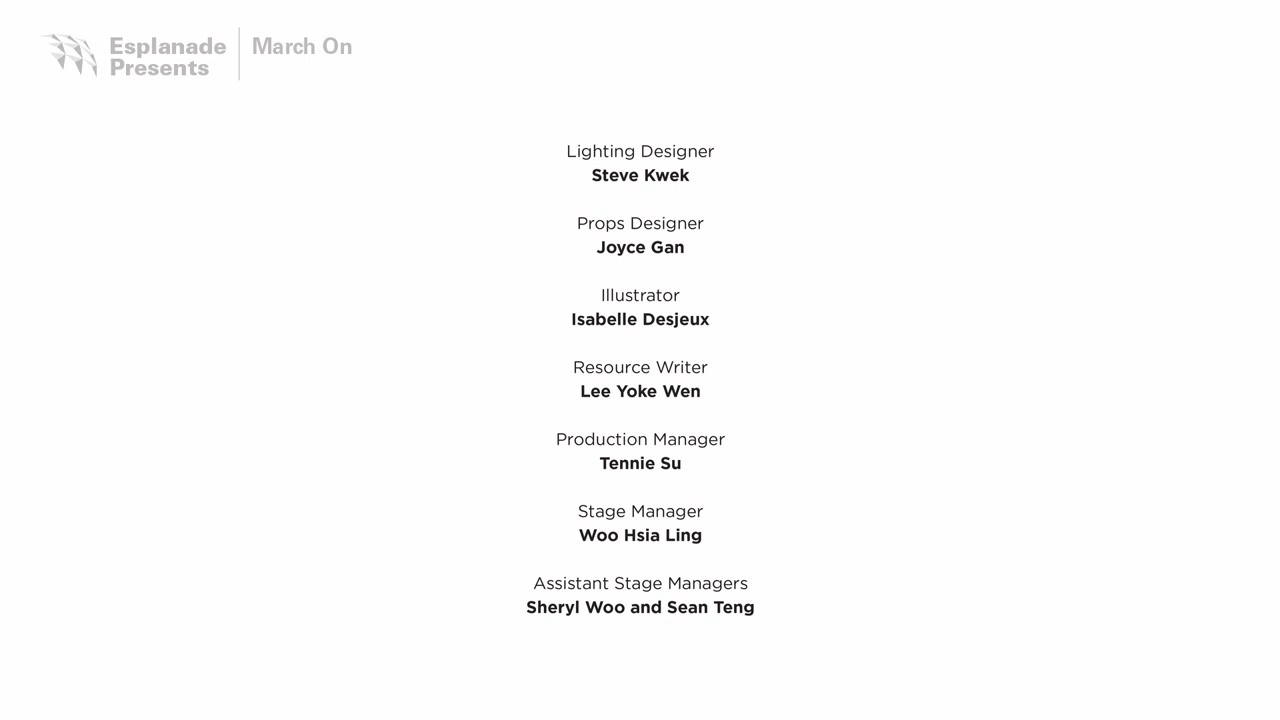 Esplanade
Presents
March On
Lighting Designer
Steve Kwek
Props Designer
Joyce Gan
Illustrator
Isabelle Desjeux
Resource Writer
Lee Yoke Wen
Production Manager
Tennie Su
Stage Manager
Woo Hsia Ling
Assistant Stage Managers
Sheryl Woo and Sean Teng